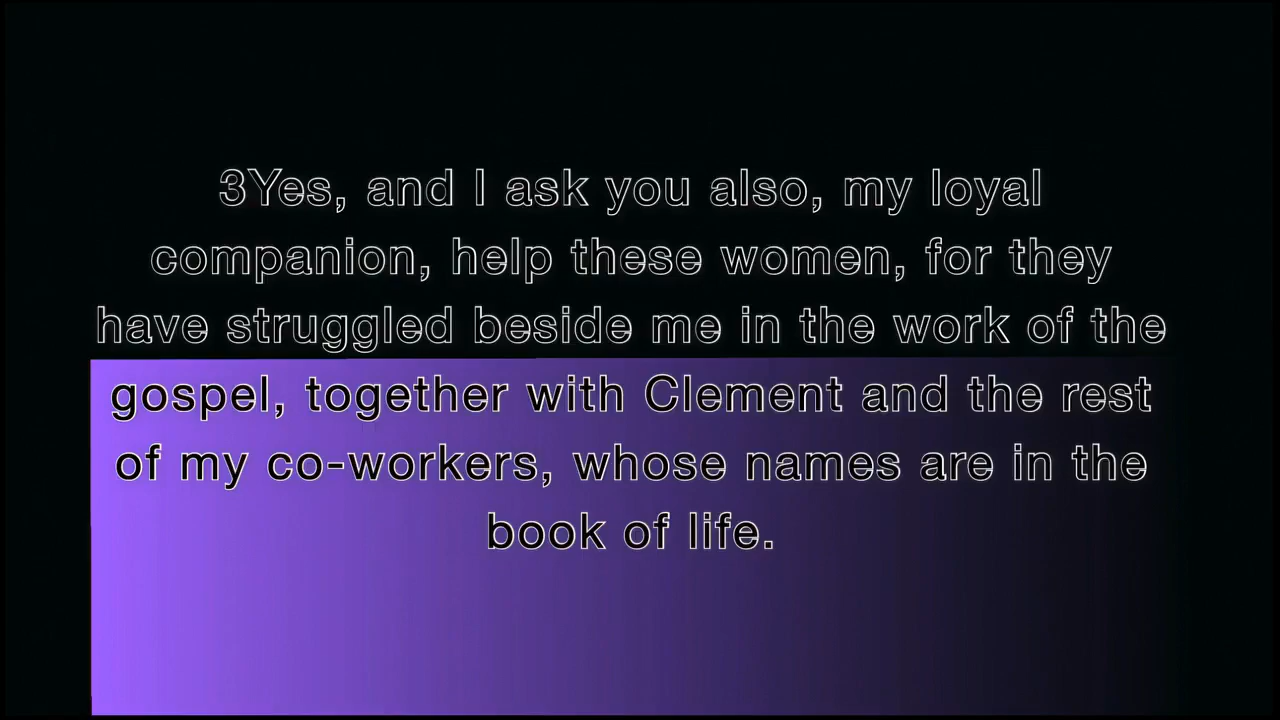 3Yes, and I ask you also, my loyal
companion, help these women, for they
have struggled beside me in the work of the
gospel, together with Clement and the rest
of my co-workers, whose names are in the
book of life.